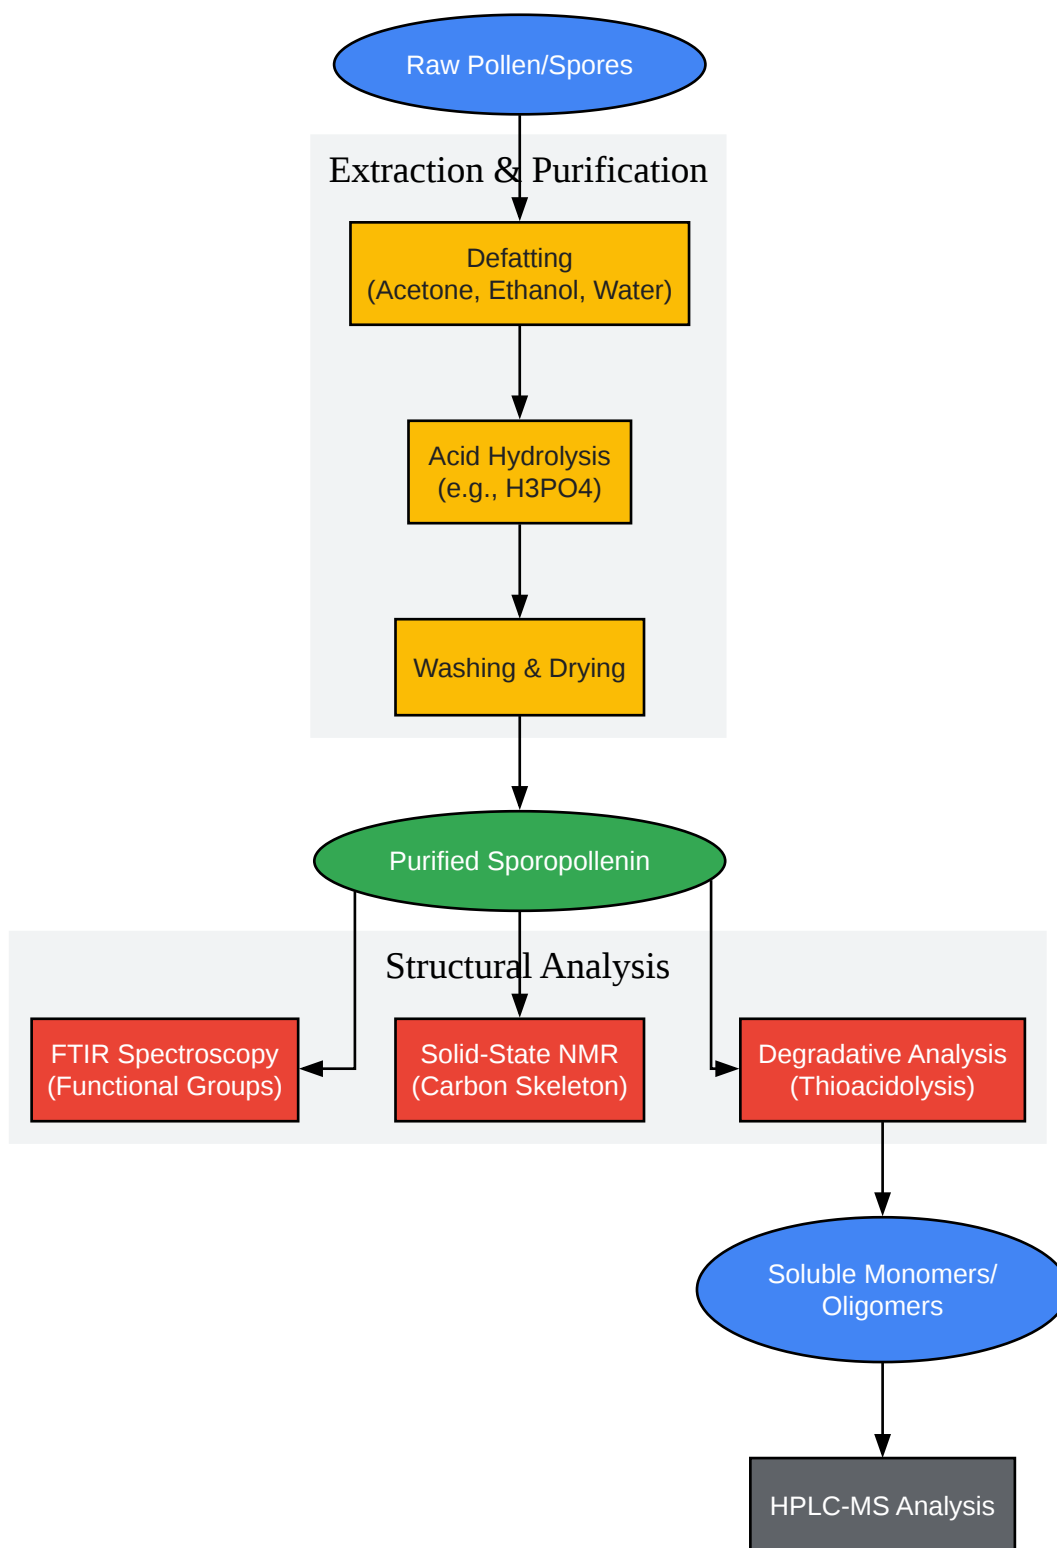 Raw Pollen/Spores
Extraction & Purification
Defatting
(Acetone, Ethanol, Water)
Acid Hydrolysis
(e.g., H3PO4)
Washing & Drying
Purified Sporopollenin
Structural Analysis
FTIR Spectroscopy
(Functional Groups)
Solid-State NMR
(Carbon Skeleton)
Degradative Analysis
(Thioacidolysis)
Soluble Monomers/
Oligomers
HPLC-MS Analysis